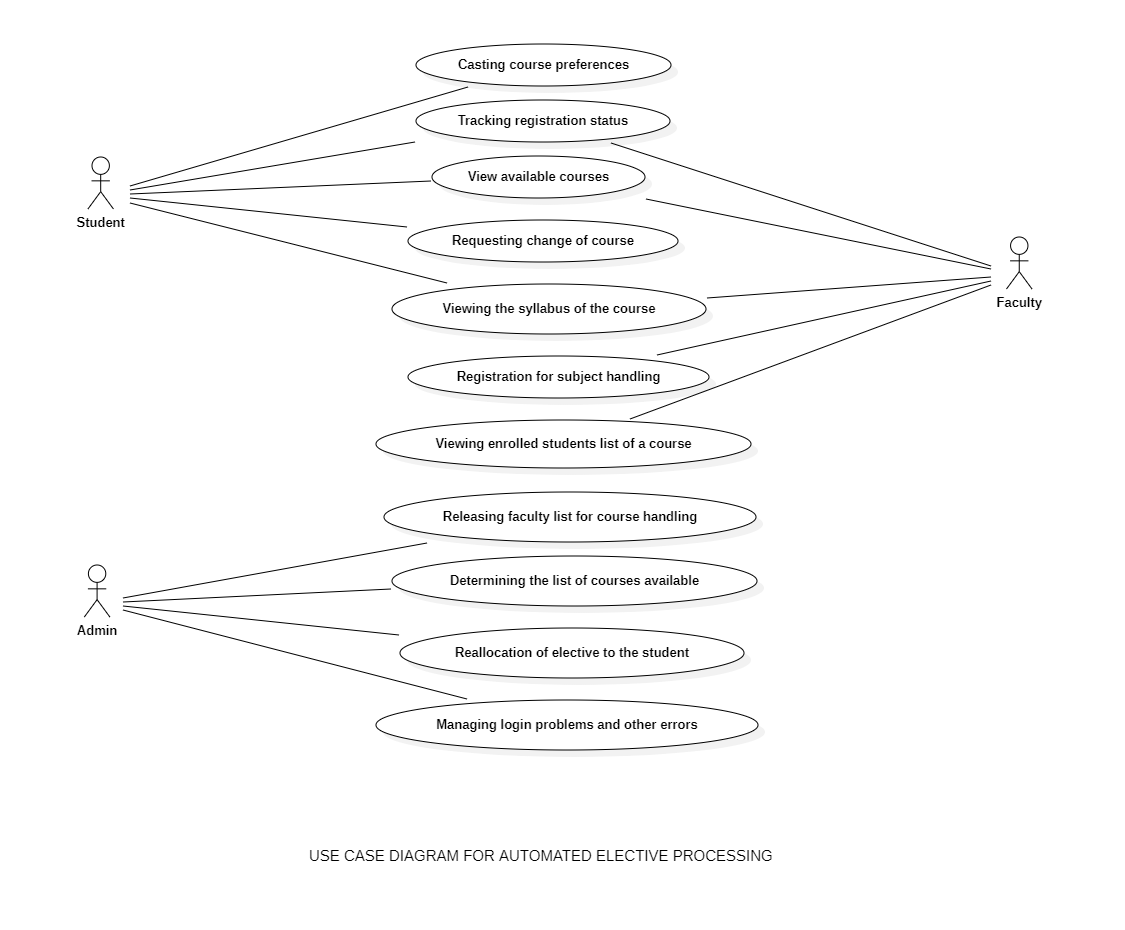 Casting course preferences
Tracking registration status
View available courses
Student
Requesting change of course
Faculty
Viewing the syllabus of the course
Registration for subject handling
Viewing enrolled students list of a course
Releasing faculty list for course handling
Determining the list of courses available
Admin
Reallocation of elective to the student
Managing login problems and other errors
USE CASE DIAGRAM FOR AUTOMATED ELECTIVE PROCESSING